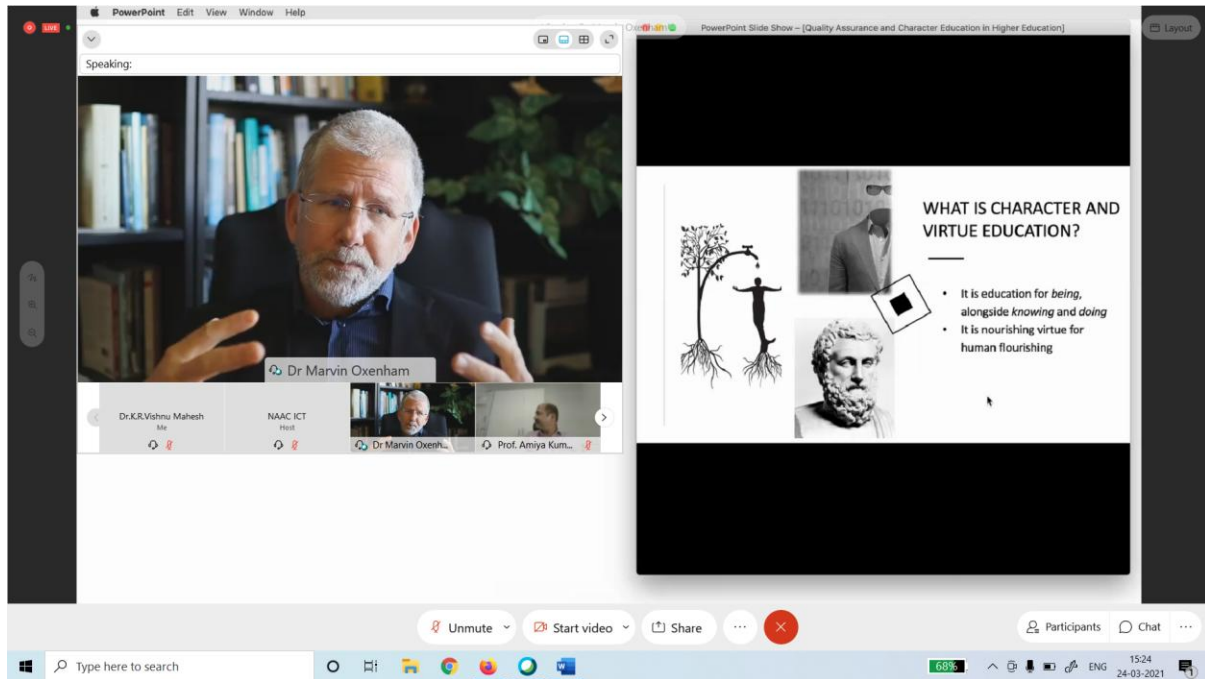 PowerPoint Edit View Window Help
LIVE
PowerPoint Slide Show – [Quality Assurance and Character Education in Higher Education]
Layout
Speaking:
Dr Marvin Oxenham
Dr.K.R.Vishnu Mahesh
Me
NAAC ICT
Host
Dr Marvin Oxenh...
Prof. Amiya Kum...
WHAT IS CHARACTER AND
VIRTUE EDUCATION?
• It is education for being,
alongside knowing and doing
• It is nourishing virtue for
human flourishing
Unmute
Start video
Share
Participants
Chat
Type here to search
68%
ENG
15:24
24-03-2021